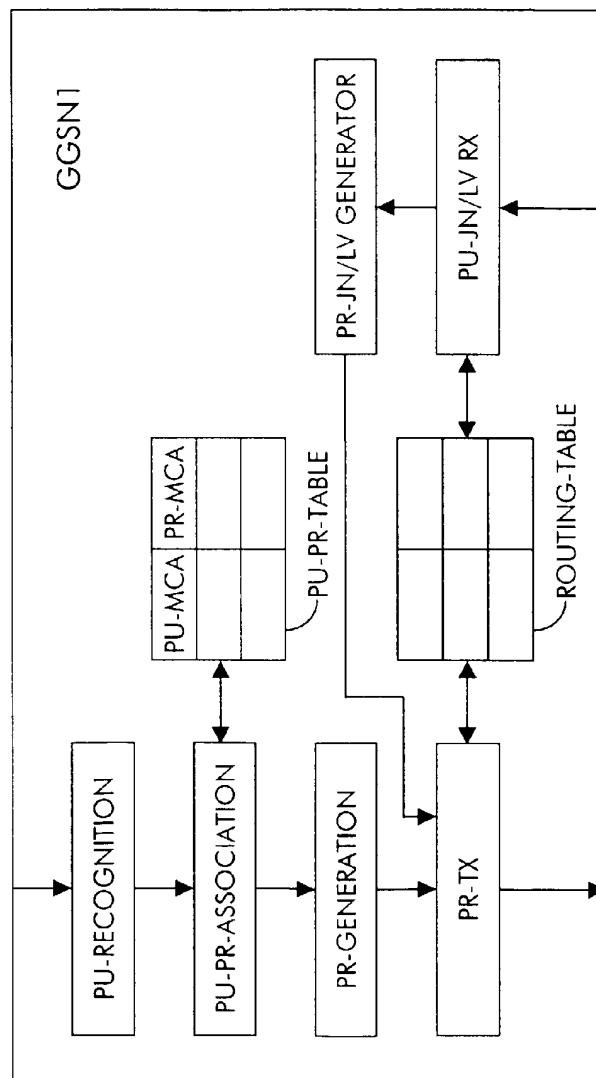 GGSN1
PU-RECOGNITION
PU-PR-ASSOCIATION
PU-MCA
PR-MCA
PU-PR-TABLE
PR-GENERATION
PR-JN/LV GENERATOR
PR-TX
ROUTING-TABLE
PU-JN/LV RX